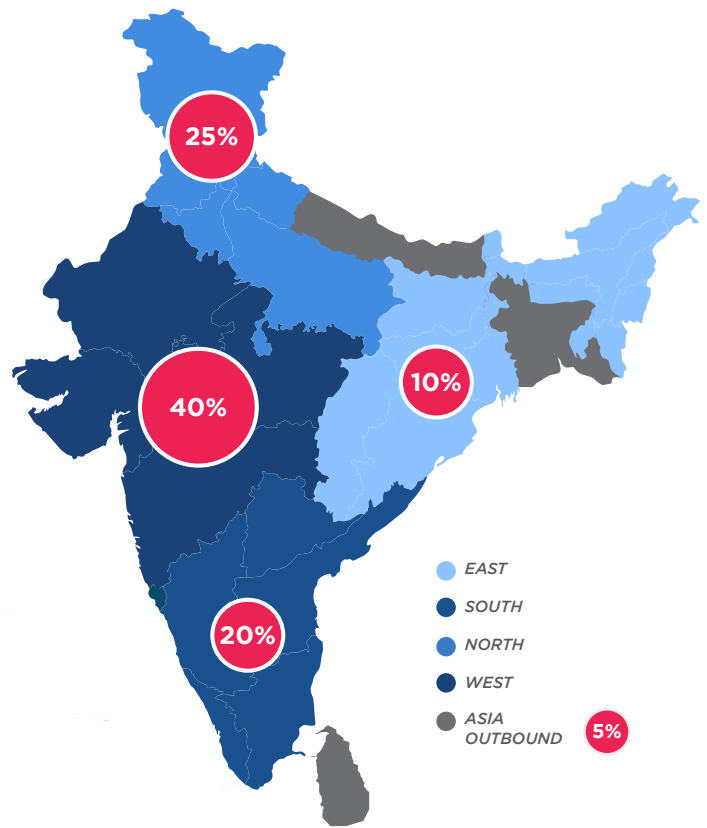 25%
10%
40%
20%
EAST
SOUTH
NORTH
WEST
ASIA
OUTBOUND
5%